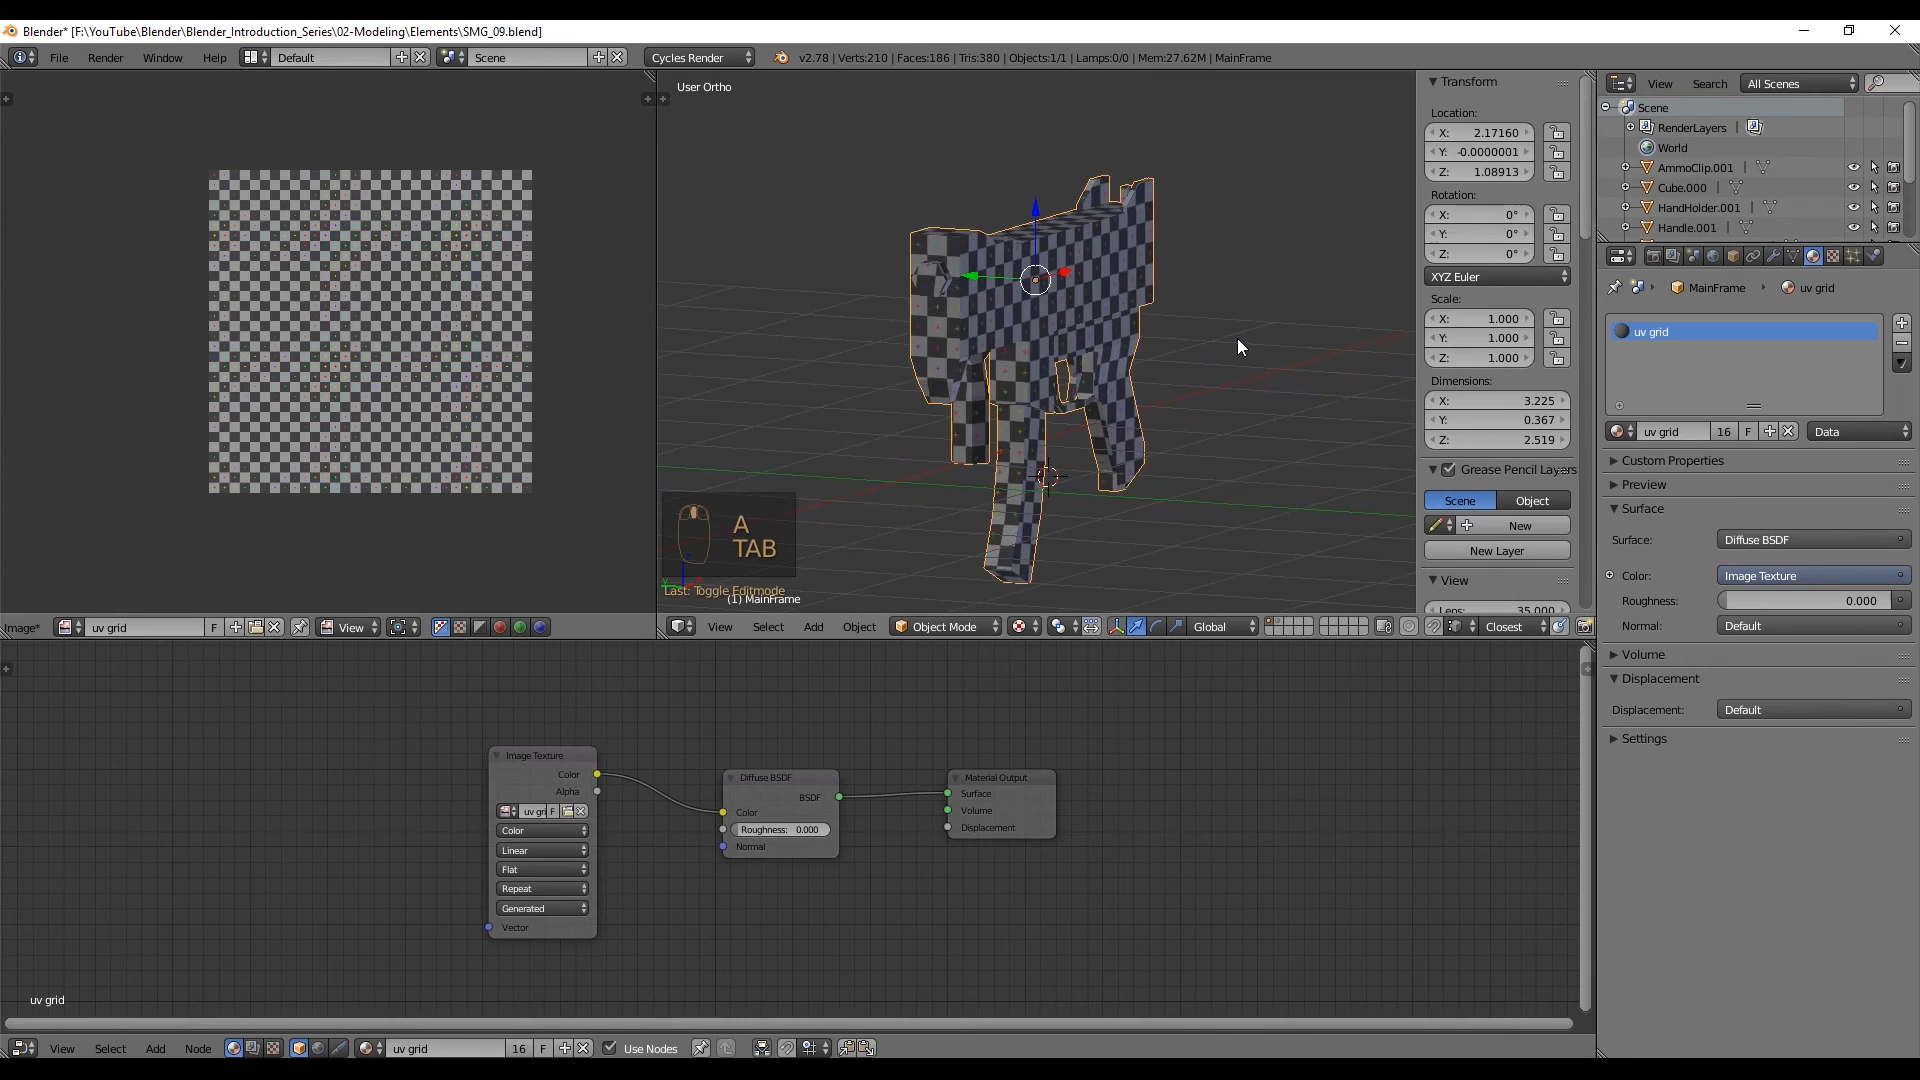 Blender* [F:\YouTube\Blender\Blender_Introduction_Series\02-Modeling\Elements\SMG_09.blend]
File Render Window Help Default Scene Cycles Render v2.78 | Verts:210 | Faces:186 | Tris:380 | Objects:1/1 | Lamps:0/0 | Mem:27.62M | MainFrame
User Ortho
Transform
Location:
X: 2.17160
Y: -0.0000001
Z: 1.08913
Rotation:
X: 0°
Y: 0°
Z: 0°
XYZ Euler
Scale:
X: 1.000
Y: 1.000
Z: 1.000
Dimensions:
X: 3.225
Y: 0.367
Z: 2.519
Grease Pencil Layers
Scene Object
New
New Layer
View
Lens: 35.000
A
TAB
Last: Toggle Editmode
(1) MainFrame
View Search All Scenes
Scene
RenderLayers |
World
AmmoClip.001 |
Cube.000 |
HandHolder.001 |
Handle.001 |
MainFrame uv grid
uv grid
uv grid 16 F Data
Custom Properties
Preview
Surface
Surface: Diffuse BSDF
Color: Image Texture
Roughness: 0.000
Normal: Default
Volume
Displacement
Displacement: Default
Settings
Image* uv grid F View
View Select Add Object Object Mode Global Closest
Image Texture
Color
Alpha
uv gri F
Color
Linear
Flat
Repeat
Generated
Vector
Diffuse BSDF
BSDF
Color
Roughness: 0.000
Normal
Material Output
Surface
Volume
Displacement
uv grid
View Select Add Node uv grid 16 F Use Nodes